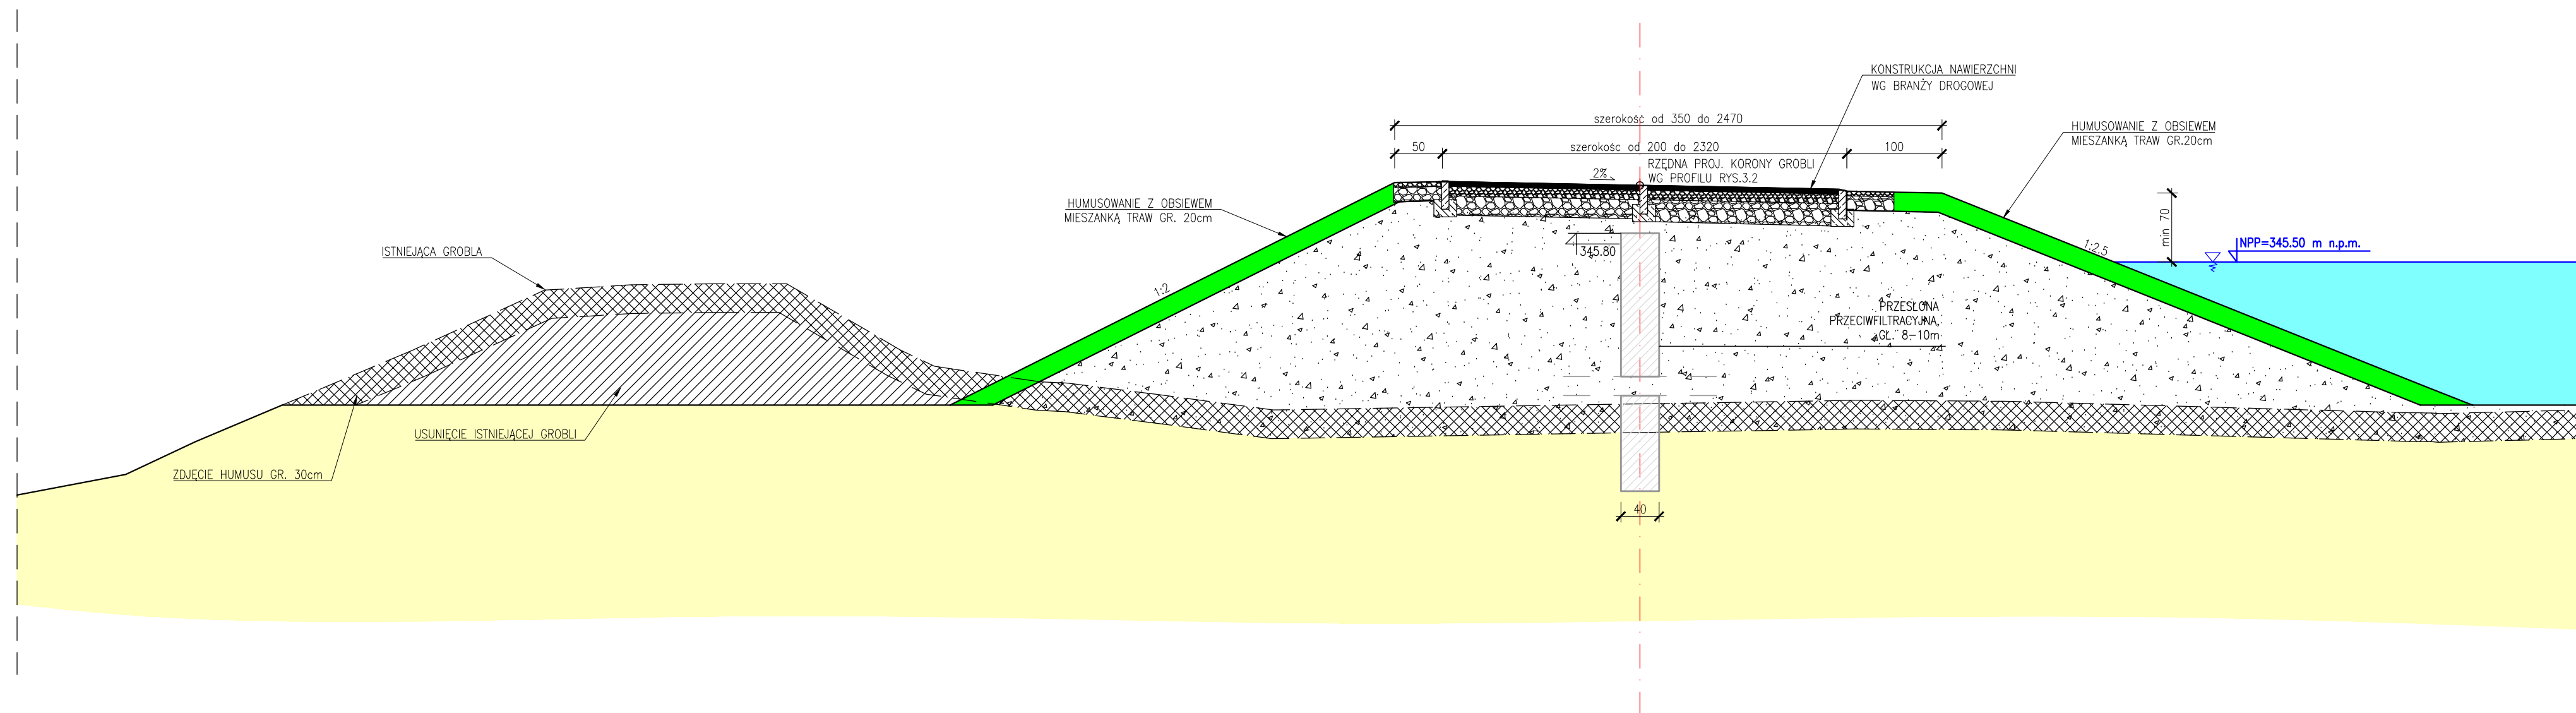 KONSTRUKCJA NAWIERZCHNI
WG BRANŻY DROGOWEJ
szerokość od 350 do 2470
HUMUSOWANIE Z OBSIEWEM
MIESZANKĄ TRAW GR.20cm
50
szerokość od 200 do 2320
100
RZĘDNA PROJ. KORONY GROBLI
WG PROFILU RYS.3.2
2%
HUMUSOWANIE Z OBSIEWEM
MIESZANKĄ TRAW GR. 20cm
min 70
1:2.5
NPP=345.50 m n.p.m.
ISTNIEJĄCA GROBLA
345.80
1:2
PRZESŁONA
PRZECIWFILTRACYJNA,
GŁ. 8-10m
USUNIĘCIE ISTNIEJĄCEJ GROBLI
ZDJĘCIE HUMUSU GR. 30cm
40